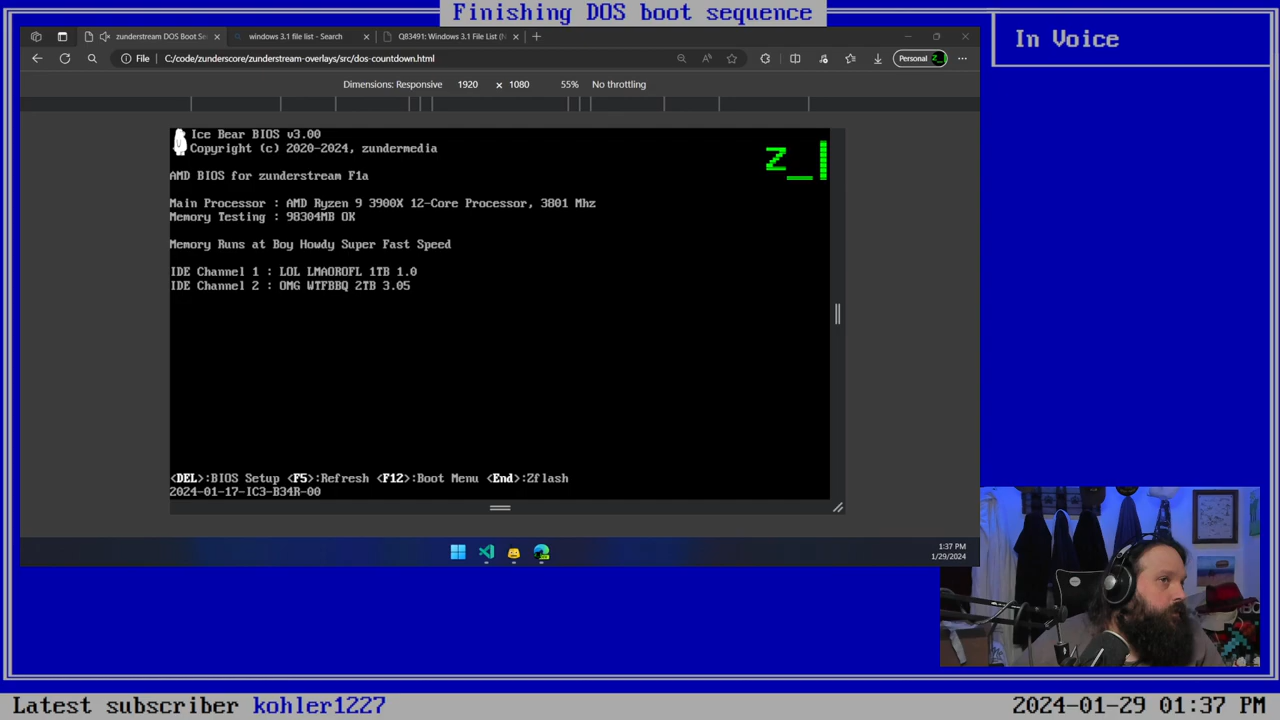 Finishing DOS boot sequence
In Voice
zunderstream DOS Boot Se
windows 3.1 file list - Search
Q83491: Windows 3.1 File List (
File
C:/code/zunderscore/zunderstream-overlays/src/dos-countdown.html
Personal
Dimensions: Responsive 1920 × 1080 55% No throttling
Ice Bear BIOS v3.00
Copyright (c) 2020-2024, zundermedia
z_
AMD BIOS for zunderstream F1a
Main Processor : AMD Ryzen 9 3900X 12-Core Processor, 3801 Mhz
Memory Testing : 98304MB OK
Memory Runs at Boy Howdy Super Fast Speed
IDE Channel 1 : LOL LMAOROFL 1TB 1.0
IDE Channel 2 : OMG WTFBBQ 2TB 3.05
<DEL>:BIOS Setup <F5>:Refresh <F12>:Boot Menu <End>:Zflash
2024-01-17-IC3-B34R-00
1:37 PM
1/29/2024
Latest subscriber kohler1227
2024-01-29 01:37 PM